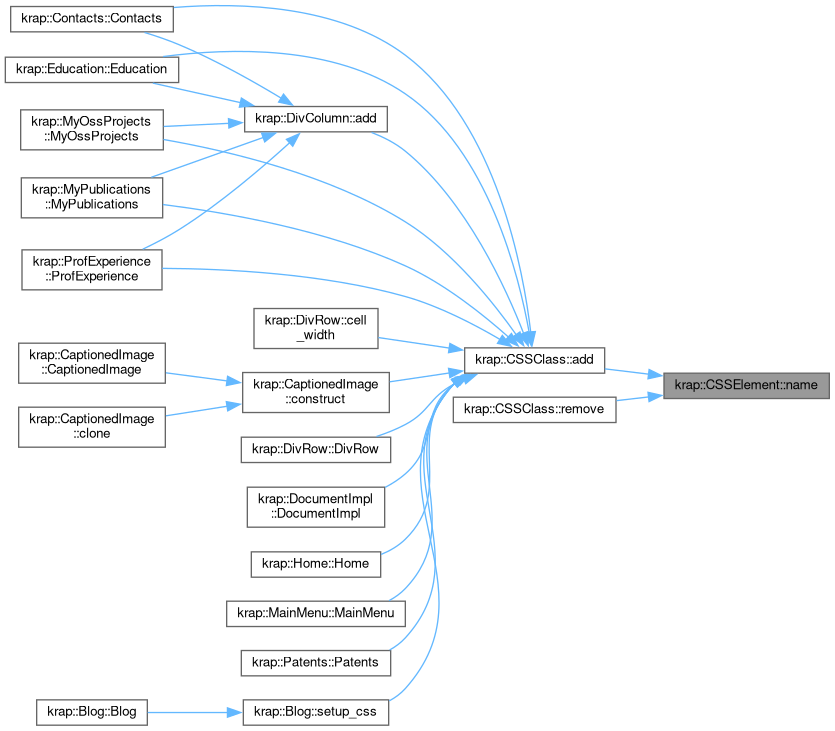 krap::Contacts::Contacts
krap::Education::Education
krap::DivColumn::add
krap::MyOssProjects
::MyOssProjects
krap::MyPublications
::MyPublications
krap::ProfExperience
::ProfExperience
krap::DivRow::cell
_width
krap::CaptionedImage
::CaptionedImage
krap::CSSClass::add
krap::CSSElement::name
krap::CaptionedImage
::construct
krap::CSSClass::remove
krap::CaptionedImage
::clone
krap::DivRow::DivRow
krap::DocumentImpl
::DocumentImpl
krap::Home::Home
krap::MainMenu::MainMenu
krap::Patents::Patents
krap::Blog::Blog
krap::Blog::setup_css